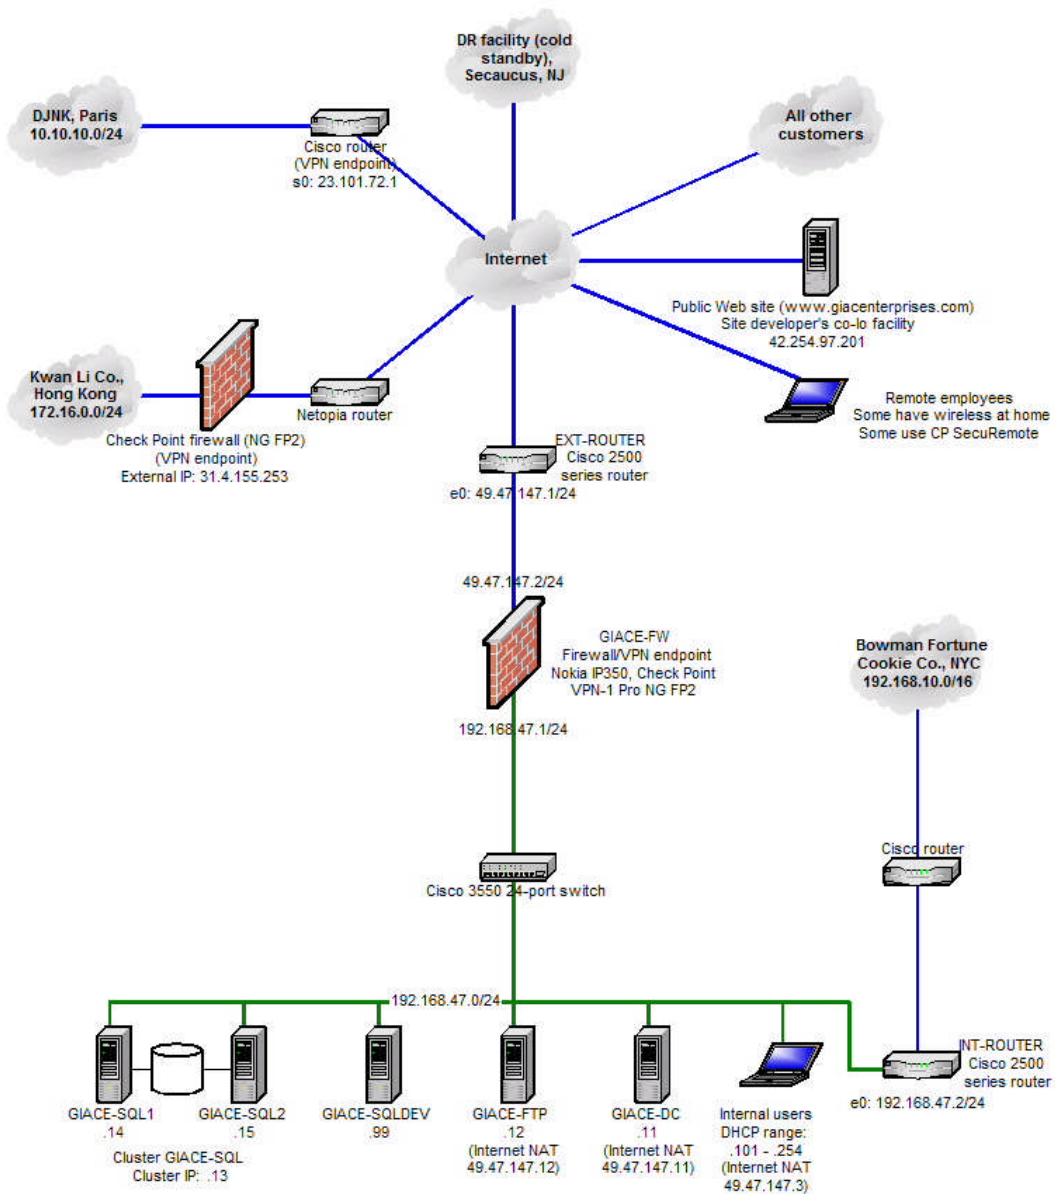 DR facility (cold
standby),
Secaucus, NJ
DJNK, Paris
10.10.10.0/24
Cisco router
(VPN endpoint)
s0: 23.101.72.1
All other
customers
Internet
Public Web site (www.giacenterprises.com)
Site developer's co-lo facility
42.254.97.201
Kwan Li Co.,
Hong Kong
172.16.0.0/24
Netopia router
Check Point firewall (NG FP2)
(VPN endpoint)
External IP: 31.4.155.253
Remote employees
Some have wireless at home
Some use CP SecuRemote
EXT-ROUTER
Cisco 2500
series router
e0: 49.47.147.1/24
49.47.147.2/24
GIACE-FW
Firewall/VPN endpoint
Nokia IP350, Check Point
VPN-1 Pro NG FP2
192.168.47.1/24
Bowman Fortune
Cookie Co., NYC
192.168.10.0/16
Cisco router
Cisco 3550 24-port switch
192.168.47.0/24
INT-ROUTER
Cisco 2500
series router
e0: 192.168.47.2/24
GIACE-SQL1
.14
GIACE-SQL2
.15
Cluster GIACE-SQL
Cluster IP: .13
GIACE-SQLDEV
.99
GIACE-FTP
.12
(Internet NAT
49.47.147.12)
GIACE-DC
.11
(Internet NAT
49.47.147.11)
Internal users
DHCP range:
.101 - .254
(Internet NAT
49.47.147.3)